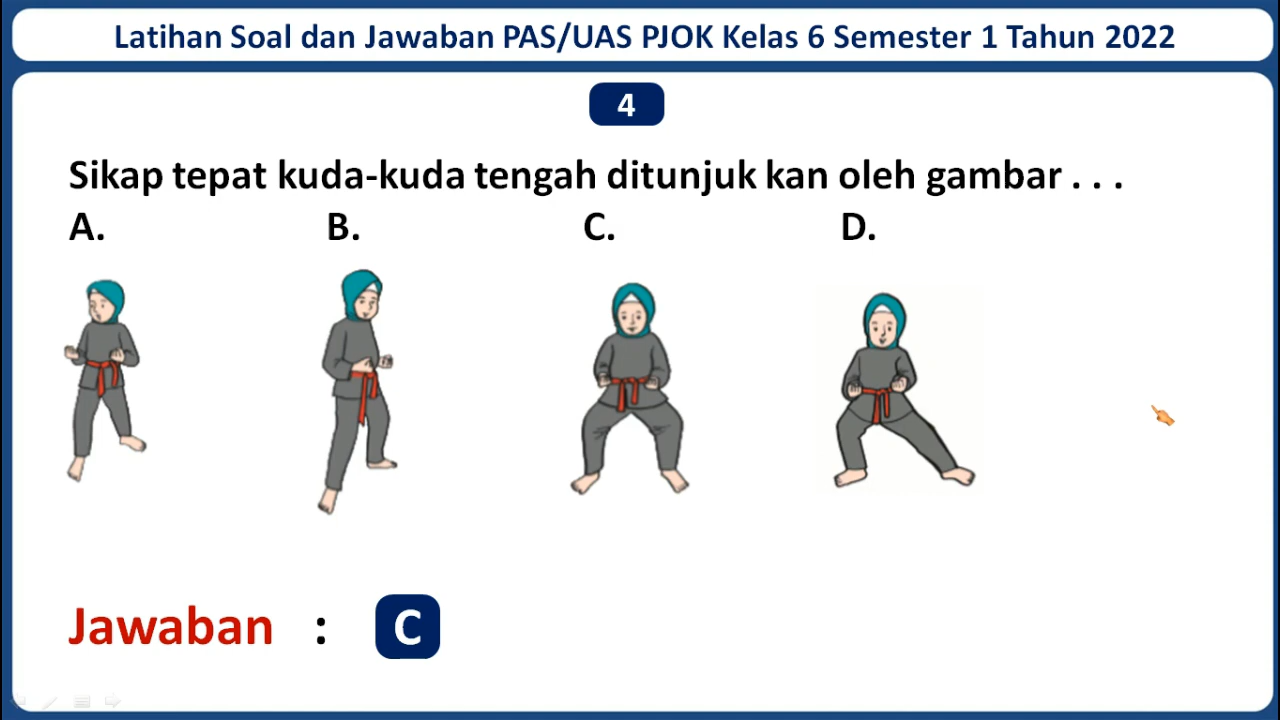 Latihan Soal dan Jawaban PAS/UAS PJOK Kelas 6 Semester 1 Tahun 2022
4
Sikap tepat kuda-kuda tengah ditunjuk kan oleh gambar . . .
A. B. C. D.
Jawaban : C